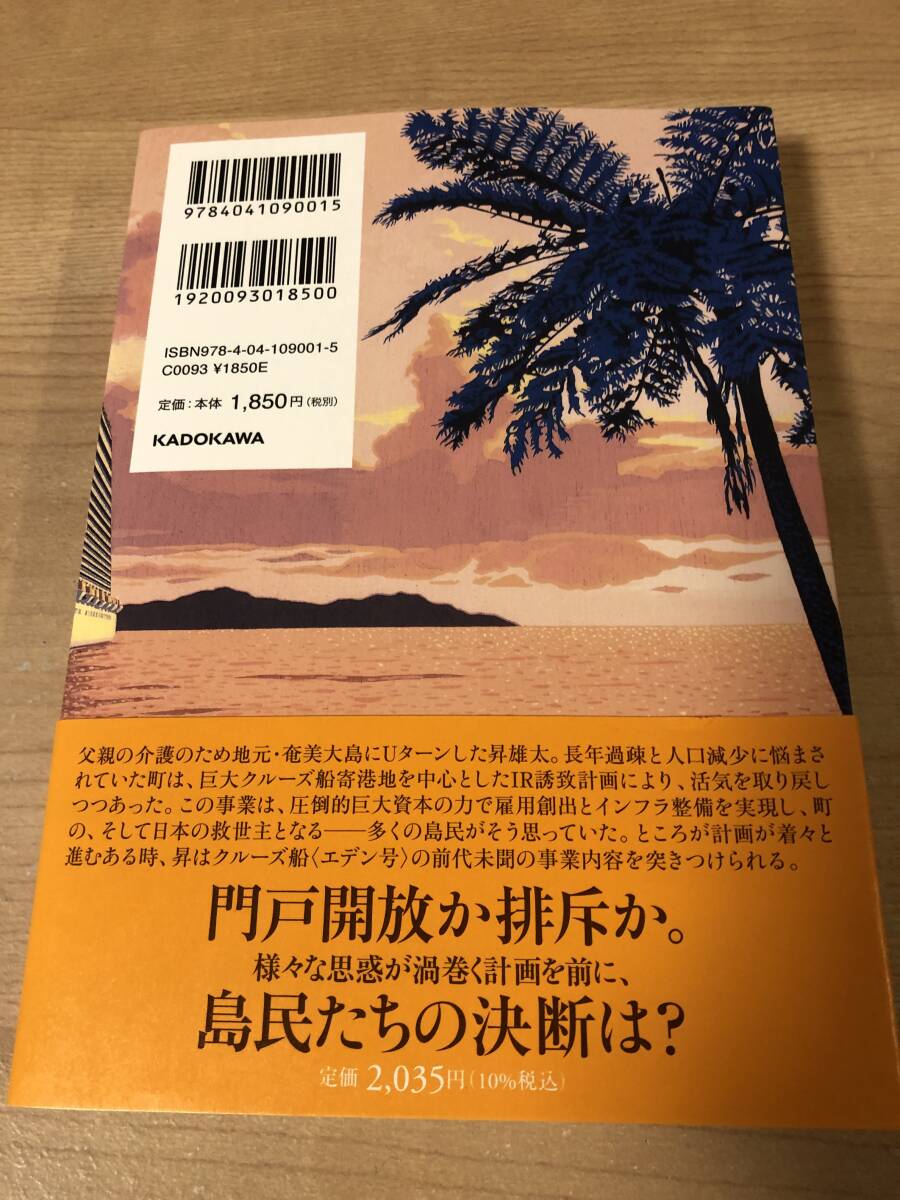 9784041090015
1920093018500
ISBN978-4-04-109001-5
C0093 ¥1850E
定価：本体 1,850円（税別）
KADOKAWA
父親の介護のため地元・奄美大島にUターンした昇雄太。長年過疎と人口減少に悩まさ
れていた町は、巨大クルーズ船寄港地を中心としたIR誘致計画により、活気を取り戻し
つつあった。この事業は、圧倒的巨大資本の力で雇用創出とインフラ整備を実現し、町
の、そして日本の救世主となる——多くの島民がそう思っていた。ところが計画が着々と
進むある時、昇はクルーズ船〈エデン号〉の前代未聞の事業内容を突きつけられる。
門戸開放か排斥か。
様々な思惑が渦巻く計画を前に、
島民たちの決断は？
定価 2,035円（10%税込）